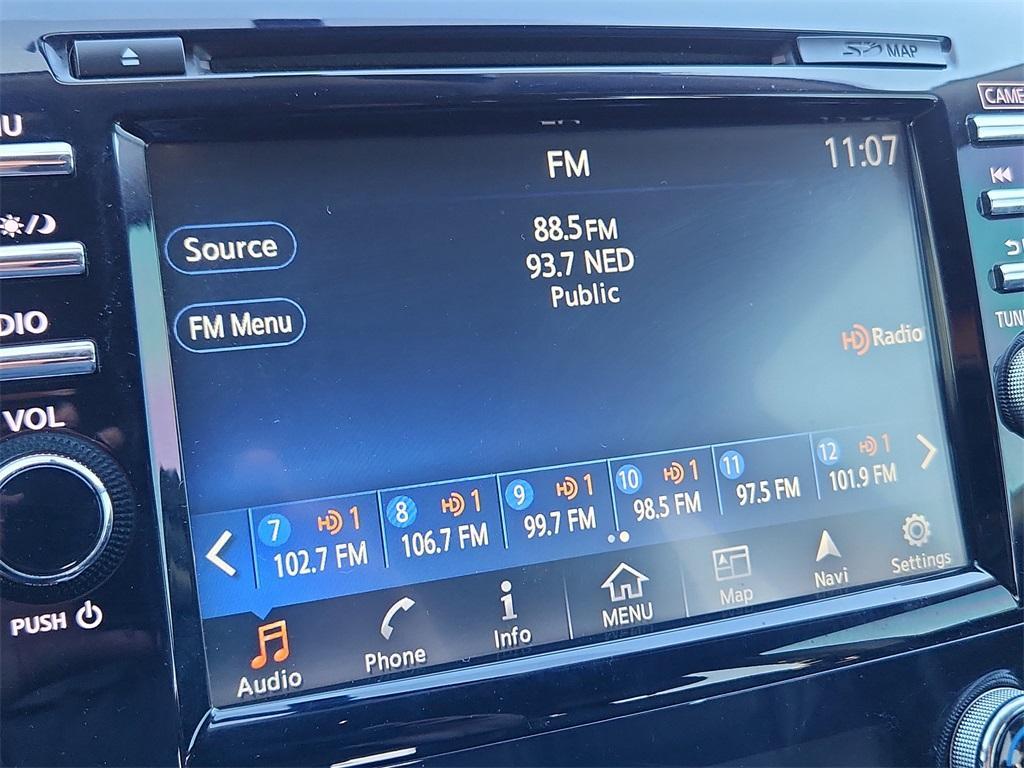 MAP
CAME
FM
11:07
88.5 FM
93.7 NED
Public
Source
FM Menu
HD Radio
DIO
VOL
PUSH
TUNE
7 HD 1
102.7 FM
8 HD 1
106.7 FM
9 HD 1
99.7 FM
10 HD 1
98.5 FM
11
97.5 FM
12 HD 1
101.9 FM
Audio
Phone
Info
MENU
Map
Navi
Settings